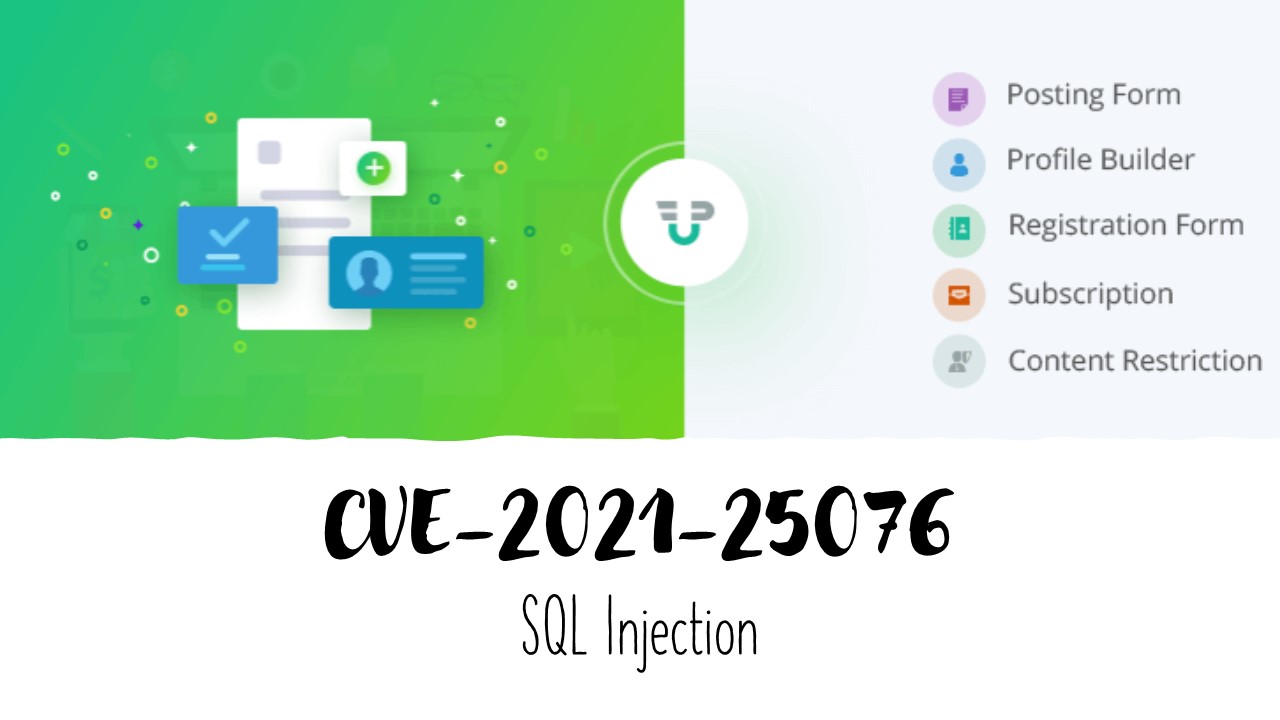 Posting Form
Profile Builder
Registration Form
Subscription
Content Restriction
CVE-2021-25076
SQL Injection